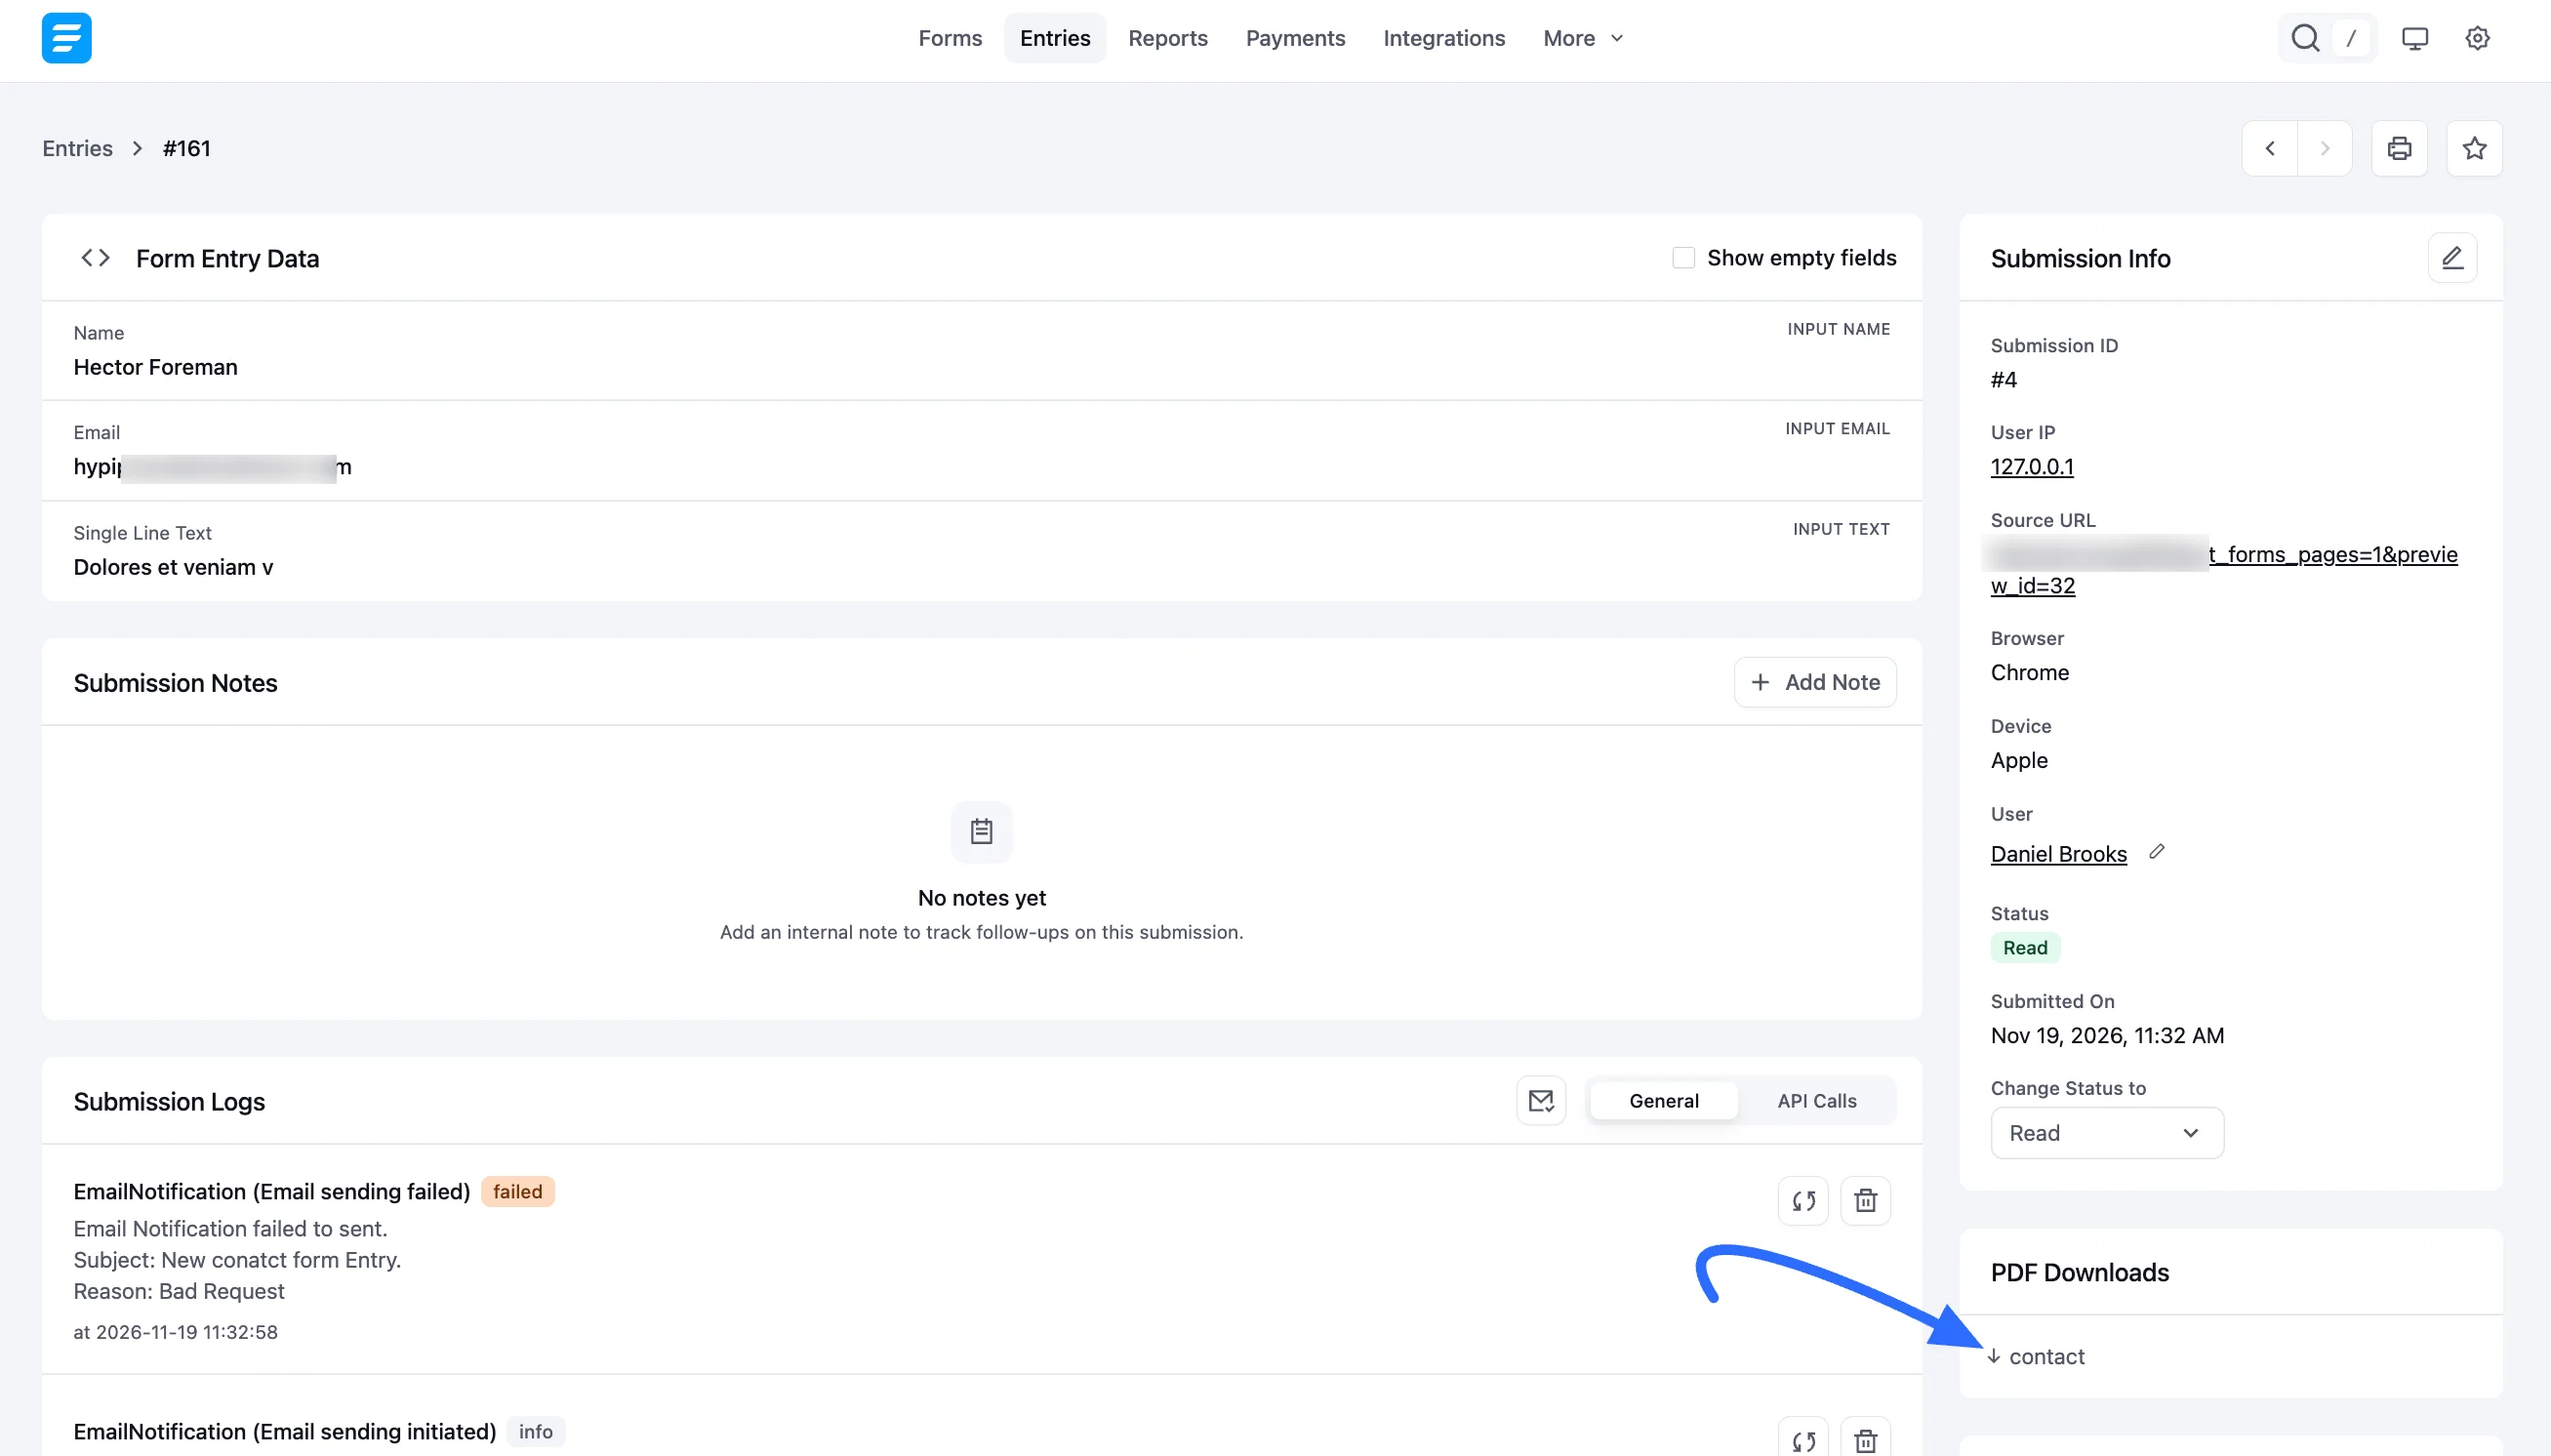 Forms
Entries
Reports
Payments
Integrations
More
/
Entries > #161
Form Entry Data
Show empty fields
Name
INPUT NAME
Hector Foreman
Email
INPUT EMAIL
Single Line Text
INPUT TEXT
Dolores et veniam v
Submission Notes
+ Add Note
No notes yet
Add an internal note to track follow-ups on this submission.
Submission Logs
General
API Calls
EmailNotification (Email sending failed) failed
Email Notification failed to sent.
Subject: New conatct form Entry.
Reason: Bad Request
at 2026-11-19 11:32:58
EmailNotification (Email sending initiated) info
Submission Info
Submission ID
#4
User IP
127.0.0.1
Source URL
t_forms_pages=1&previe
w_id=32
Browser
Chrome
Device
Apple
User
Daniel Brooks
Status
Read
Submitted On
Nov 19, 2026, 11:32 AM
Change Status to
Read
PDF Downloads
contact